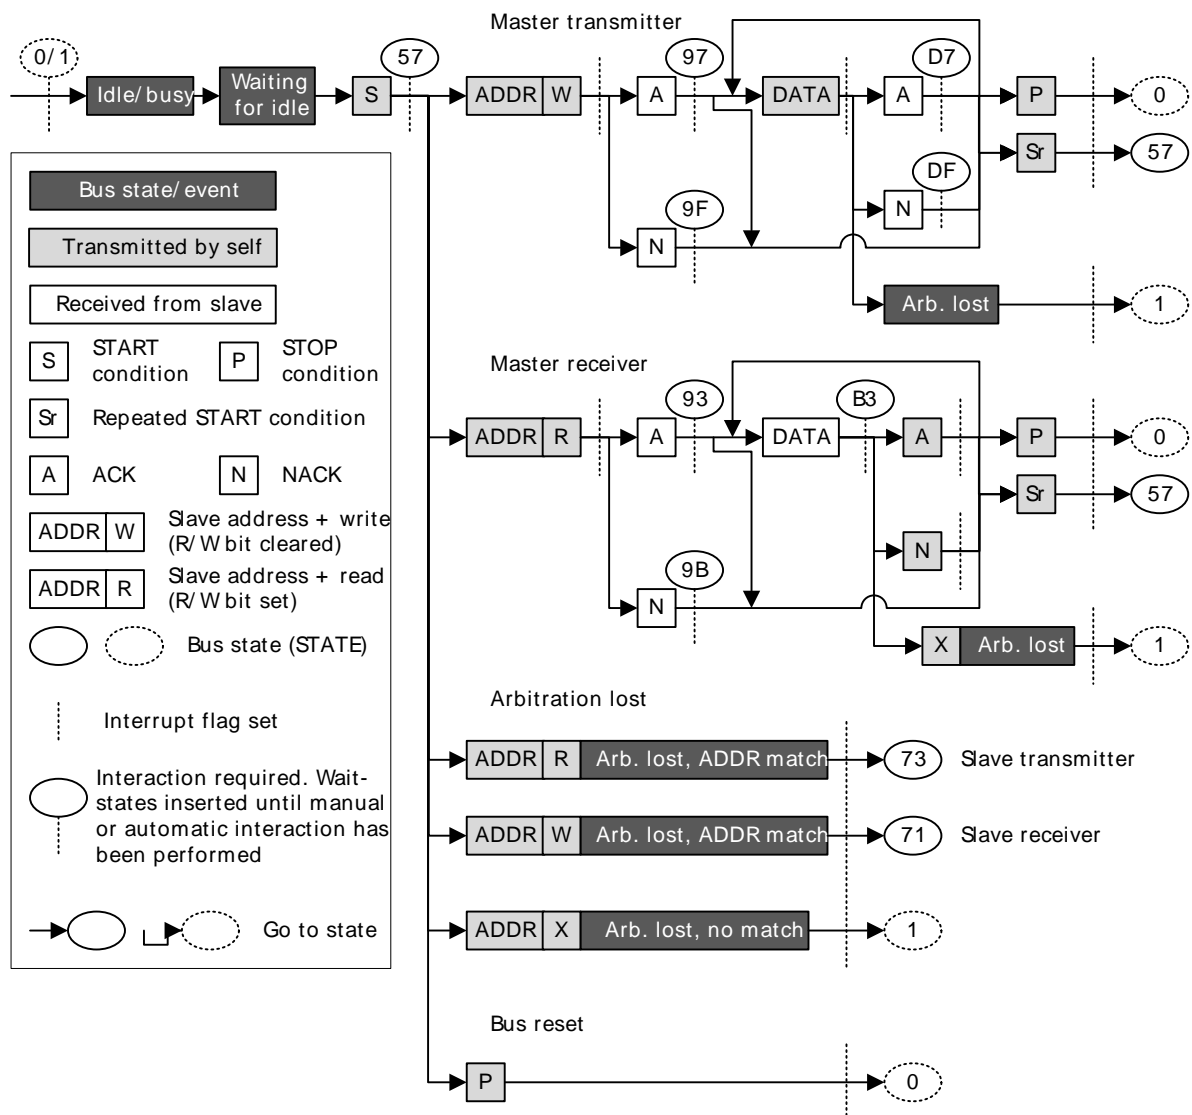 Master transmitter
0/1
57
97
D7
Idle/busy
Waiting
for idle
S
ADDR W
A
DATA
A
P
0
Sr
57
DF
N
9F
N
Arb. lost
1
Bus state/event
Transmitted by self
Received from slave
S
START
condition
P
STOP
condition
Sr
Repeated START condition
A
ACK
N
NACK
ADDR W
Slave address + write
(R/W bit cleared)
ADDR R
Slave address + read
(R/W bit set)
Bus state (STATE)
Interrupt flag set
Interaction required. Wait-
states inserted until manual
or automatic interaction has
been performed
Go to state
Master receiver
93
B3
ADDR R
A
DATA
A
P
0
Sr
57
N
9B
N
X Arb. lost
1
Arbitration lost
ADDR R Arb. lost, ADDR match
73
Slave transmitter
ADDR W Arb. lost, ADDR match
71
Slave receiver
ADDR X Arb. lost, no match
1
Bus reset
P
0